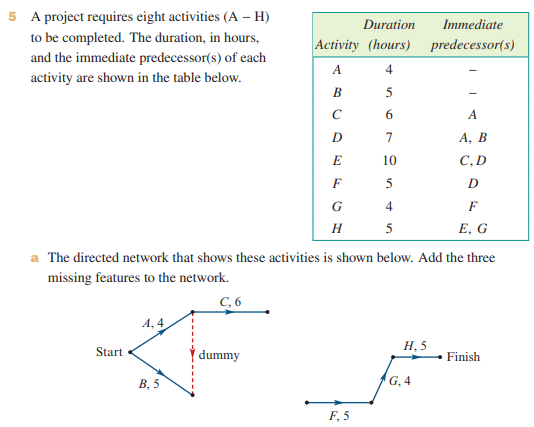 5 A project requires eight activities (A – H)
to be completed. The duration, in hours,
and the immediate predecessor(s) of each
activity are shown in the table below.
Duration Immediate
Activity (hours) predecessor(s)
A 4 –
B 5 –
C 6 A
D 7 A, B
E 10 C, D
F 5 D
G 4 F
H 5 E, G
a The directed network that shows these activities is shown below. Add the three
missing features to the network.
C, 6
A, 4
Start
dummy
B, 5
H, 5
Finish
G, 4
F, 5